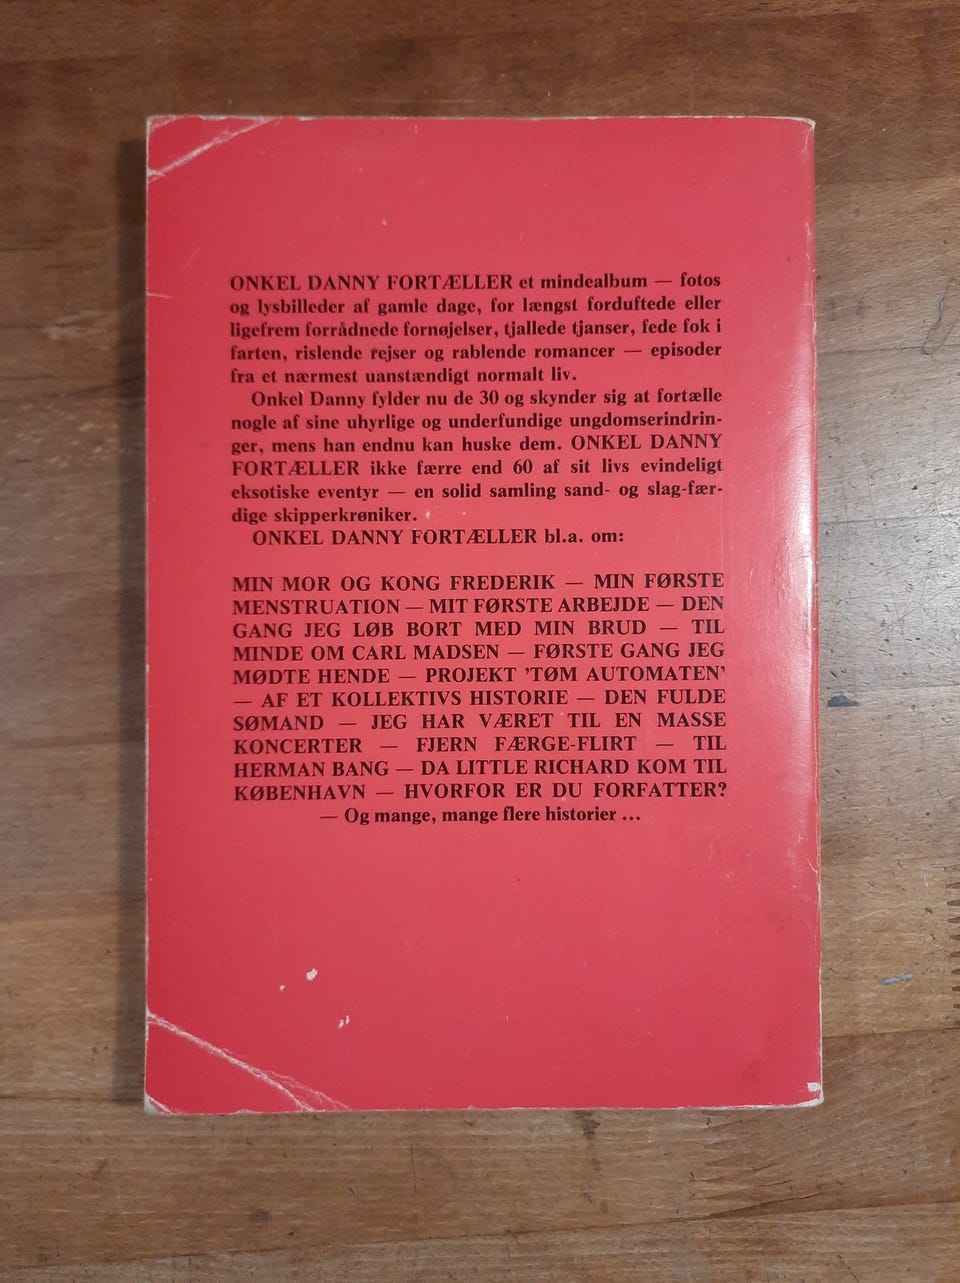 ONKEL DANNY FORTÆLLER et mindealbum — fotos
og lysbilleder af gamle dage, for længst forduftede eller
ligefrem forrådnede fornøjelser, tjallede tjanser, fede fok i
farten, rislende rejser og rablende romancer — episoder
fra et nærmest uanstændigt normalt liv.
Onkel Danny fylder nu de 30 og skynder sig at fortælle
nogle af sine uhyrlige og underfundige ungdomserindrin-
ger, mens han endnu kan huske dem. ONKEL DANNY
FORTÆLLER ikke færre end 60 af sit livs evindeligt
eksotiske eventyr — en solid samling sand- og slag-fær-
dige skipperkrøniker.
ONKEL DANNY FORTÆLLER bl.a. om:
MIN MOR OG KONG FREDERIK — MIN FØRSTE
MENSTRUATION — MIT FØRSTE ARBEJDE — DEN
GANG JEG LØB BORT MED MIN BRUD — TIL
MINDE OM CARL MADSEN — FØRSTE GANG JEG
MØDTE HENDE — PROJEKT 'TØM AUTOMATEN'
— AF ET KOLLEKTIVS HISTORIE — DEN FULDE
SØMAND — JEG HAR VÆRET TIL EN MASSE
KONCERTER — FJERN FÆRGE-FLIRT — TIL
HERMAN BANG — DA LITTLE RICHARD KOM TIL
KØBENHAVN — HVORFOR ER DU FORFATTER?
— Og mange, mange flere historier ...